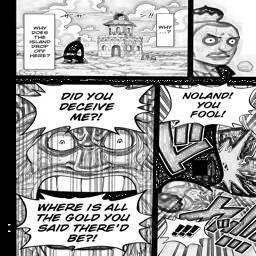 WHY
DOES
THE
ISLAND
DROP
OFF
HERE?
WHY
...?
DID YOU
DECEIVE
ME?!
NOLAND!
YOU
FOOL!
WHERE IS ALL
THE GOLD YOU
SAID THERE'D
BE?!
!!!